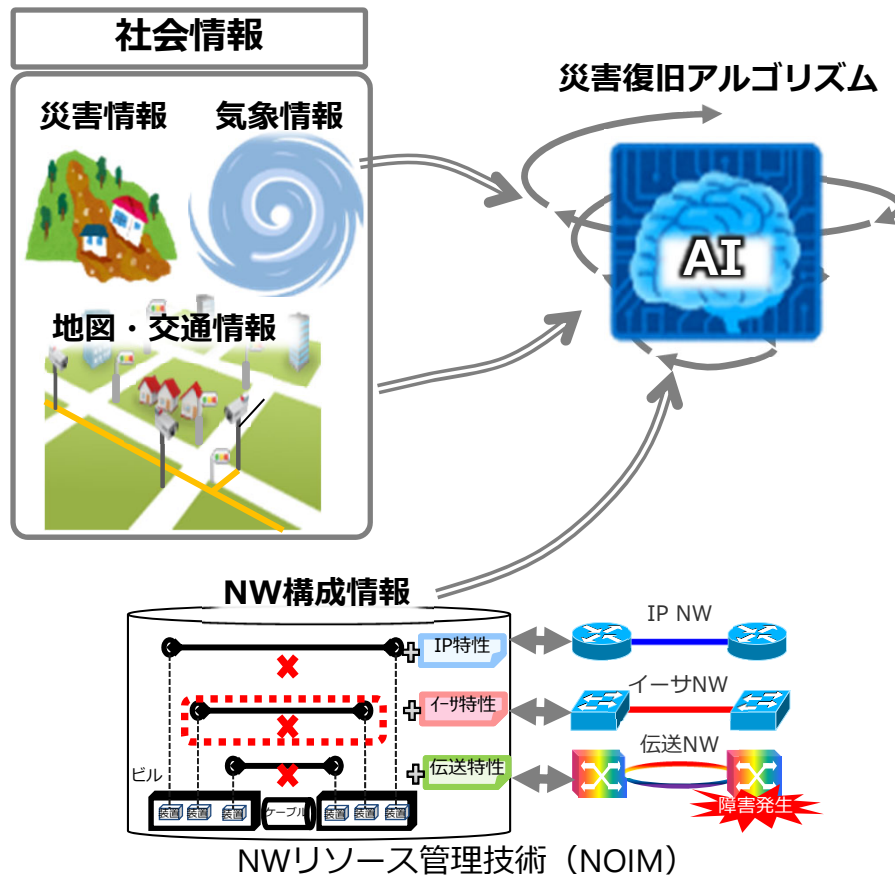 社会情報
災害情報
気象情報
地図・交通情報
災害復旧アルゴリズム
AI
NW構成情報
IP特性
イーサ特性
伝送特性
ビル
装置
装置
装置
ケーブル
装置
装置
装置
IP NW
イーサNW
伝送NW
障害発生
NWリソース管理技術（NOIM）